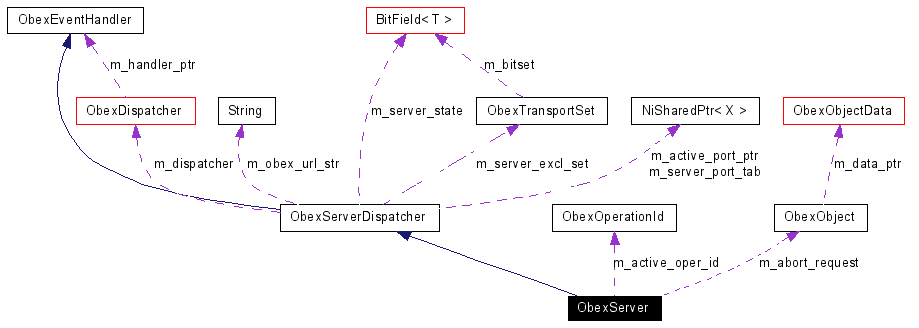 ObexEventHandler
BitField< T >
m_handler_ptr
m_bitset
ObexDispatcher
String
m_server_state
ObexTransportSet
NiSharedPtr< X >
ObexObjectData
m_dispatcher
m_obex_url_str
m_server_excl_set
m_active_port_ptr
m_server_port_tab
m_data_ptr
ObexServerDispatcher
ObexOperationId
ObexObject
m_active_oper_id
m_abort_request
ObexServer